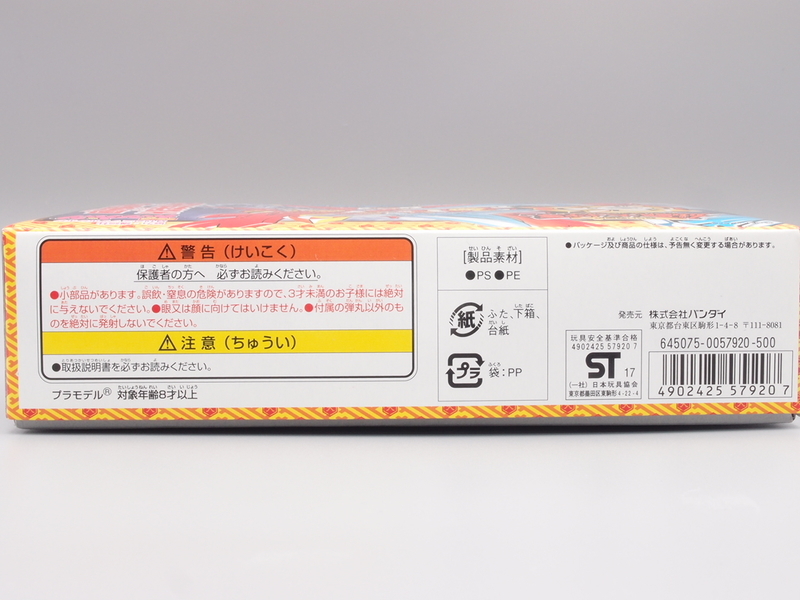 警告(けいこく)
保護者の方へ 必ずお読みください。
●小部品があります。誤飲・窒息の危険がありますので、3才未満のお子様には絶対
に与えないでください。●眼又は顔に向けてはいけません。●付属の弾丸以外のも
のを絶対に発射しないでください。
注意(ちゅうい)
●取扱説明書を必ずお読みください。
プラモデル® 対象年齢8才以上
[製品素材]
●PS ●PE
紙
ふた、下箱、
台紙
プラ
袋:PP
●パッケージ及び商品の仕様は、予告無く変更する場合があります。
発売元 株式会社バンダイ
東京都台東区駒形1-4-8 〒111-8081
玩具安全基準合格
4902425 57920 7
ST 17
(一社) 日本玩具協会
東京都墨田区東駒形4-22-4
645075-0057920-500
4902425 579207